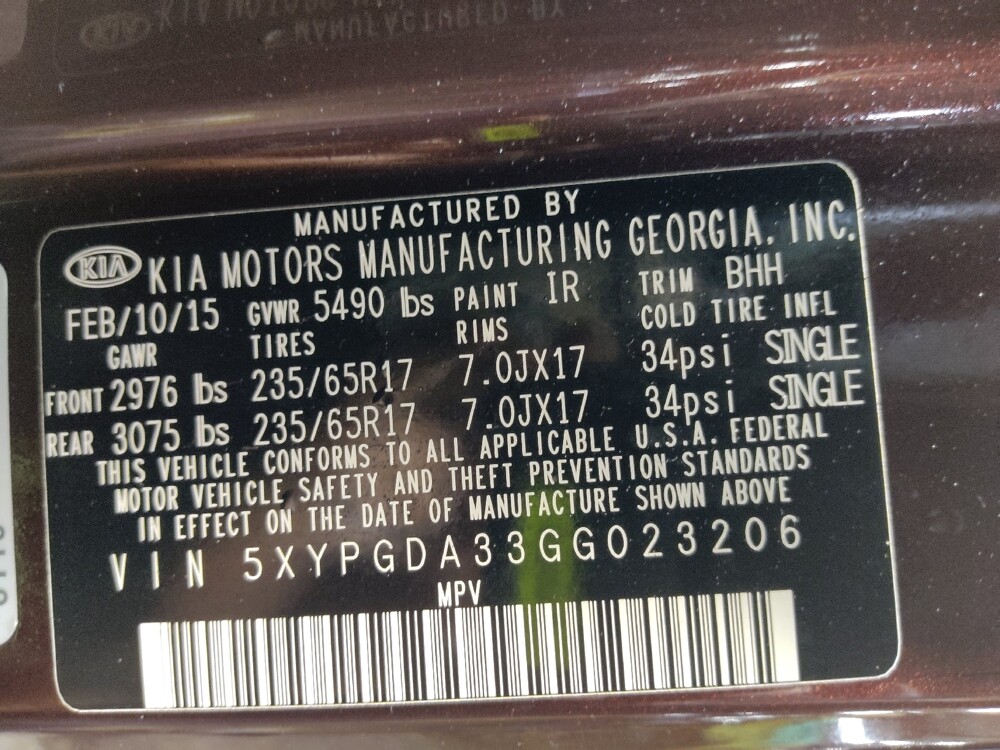 MANUFACTURED BY
KIA KIA MOTORS MANUFACTURING GEORGIA, INC.
FEB/10/15 GVWR 5490 lbs PAINT IR TRIM BHH
GAWR TIRES RIMS COLD TIRE INFL
FRONT 2976 lbs 235/65R17 7.0JX17 34psi SINGLE
REAR 3075 lbs 235/65R17 7.0JX17 34psi SINGLE
THIS VEHICLE CONFORMS TO ALL APPLICABLE U.S.A. FEDERAL
MOTOR VEHICLE SAFETY AND THEFT PREVENTION STANDARDS
IN EFFECT ON THE DATE OF MANUFACTURE SHOWN ABOVE
VIN 5XYPGDA33GG023206
MPV